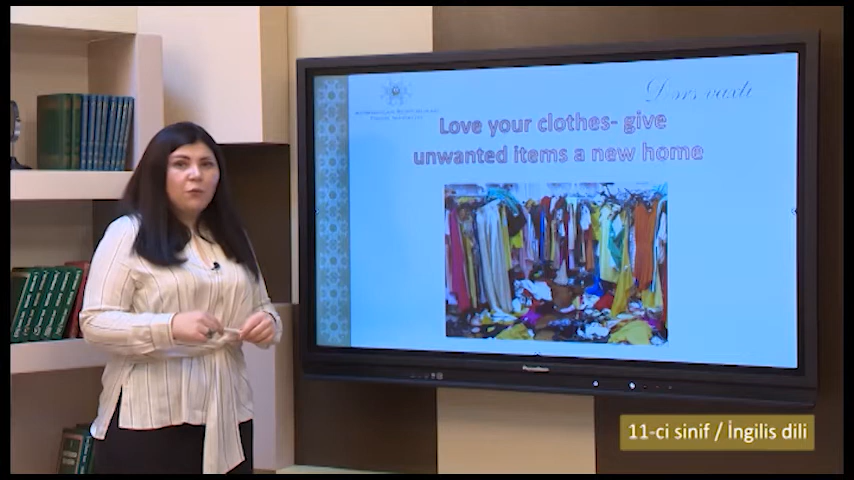 Dərs vaxtı
Love your clothes- give
unwanted items a new home
11-ci sinif / İngilis dili